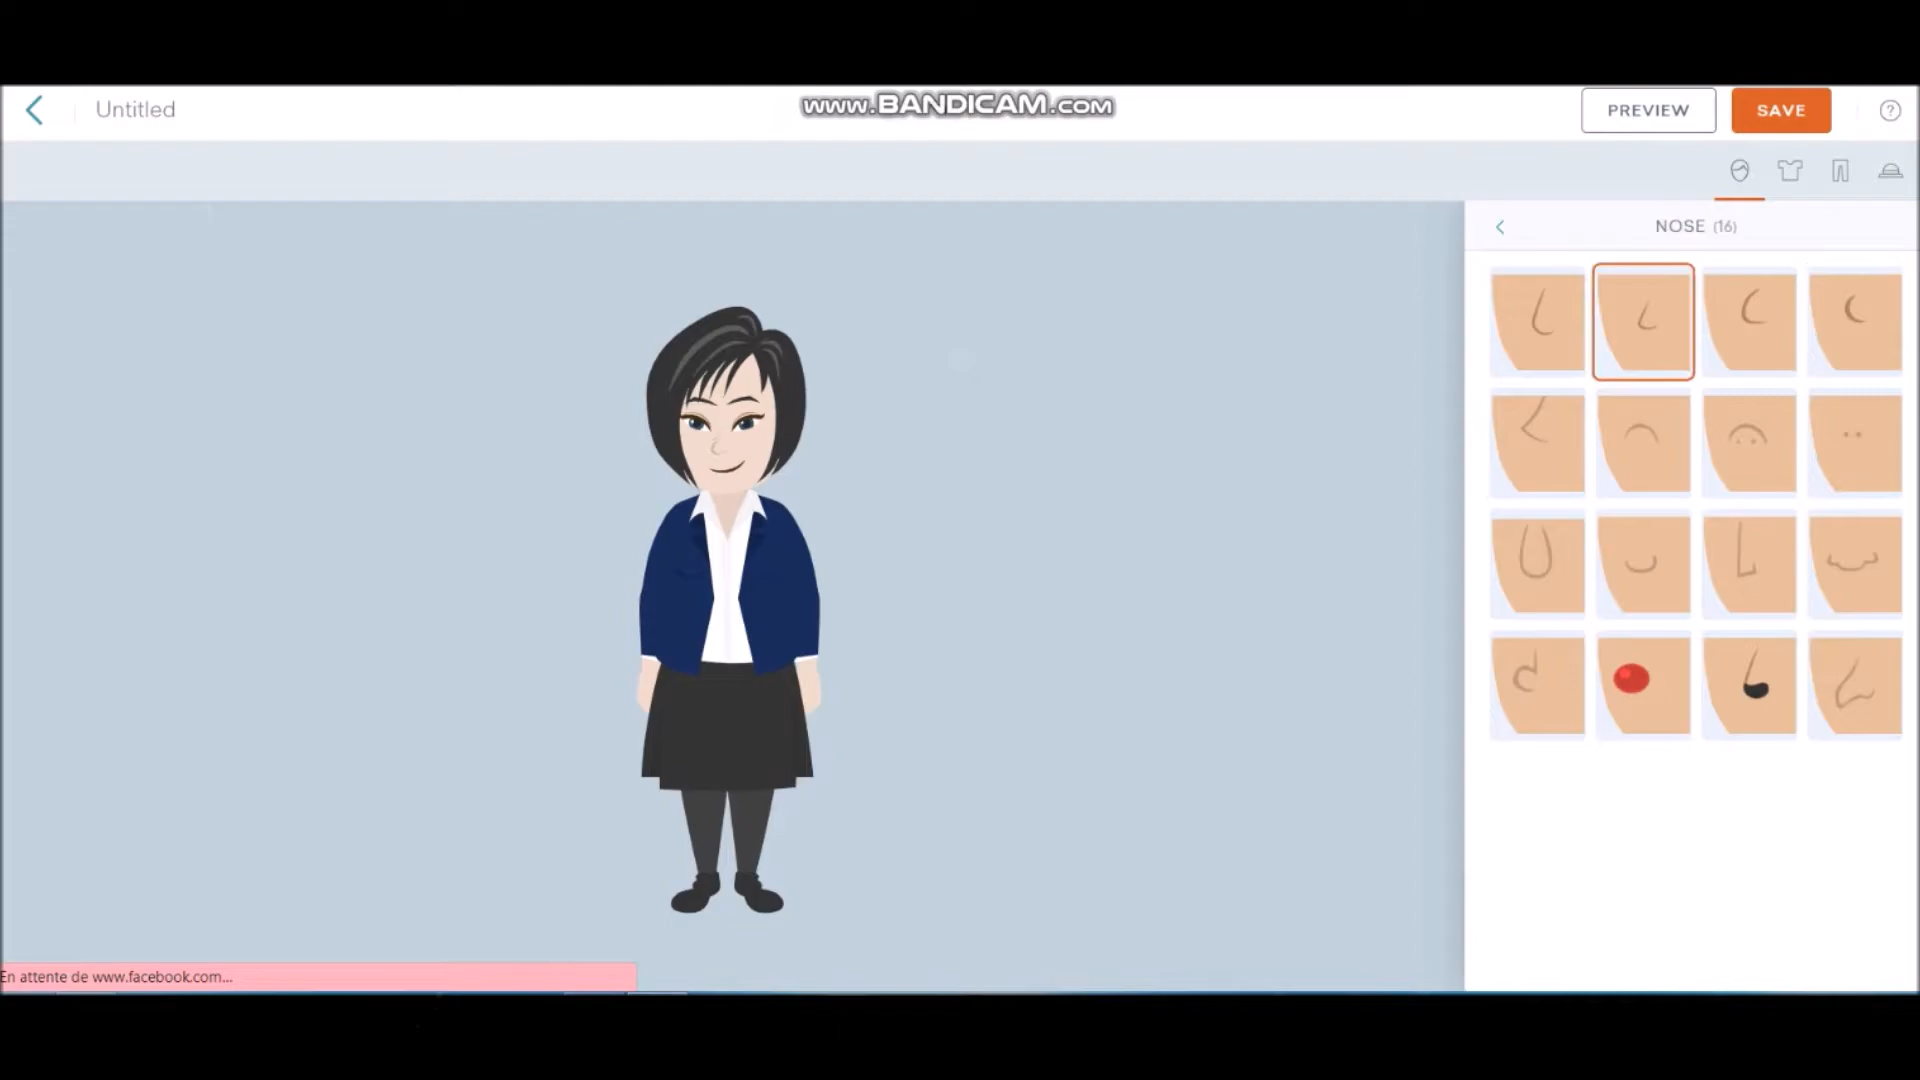 Untitled
www.BANDICAM.com
PREVIEW
SAVE
?
NOSE (16)
En attente de www.facebook.com...